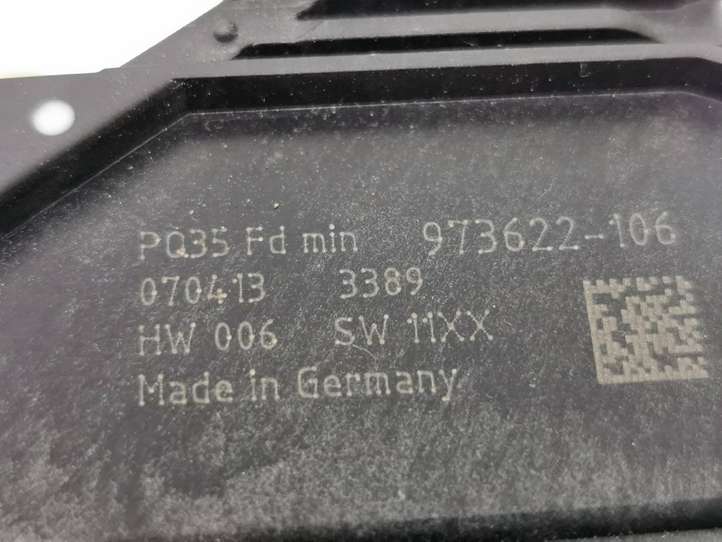 PQ35 Fd min 973622-106
070413 3389
HW 006 SW 11XX
Made in Germany